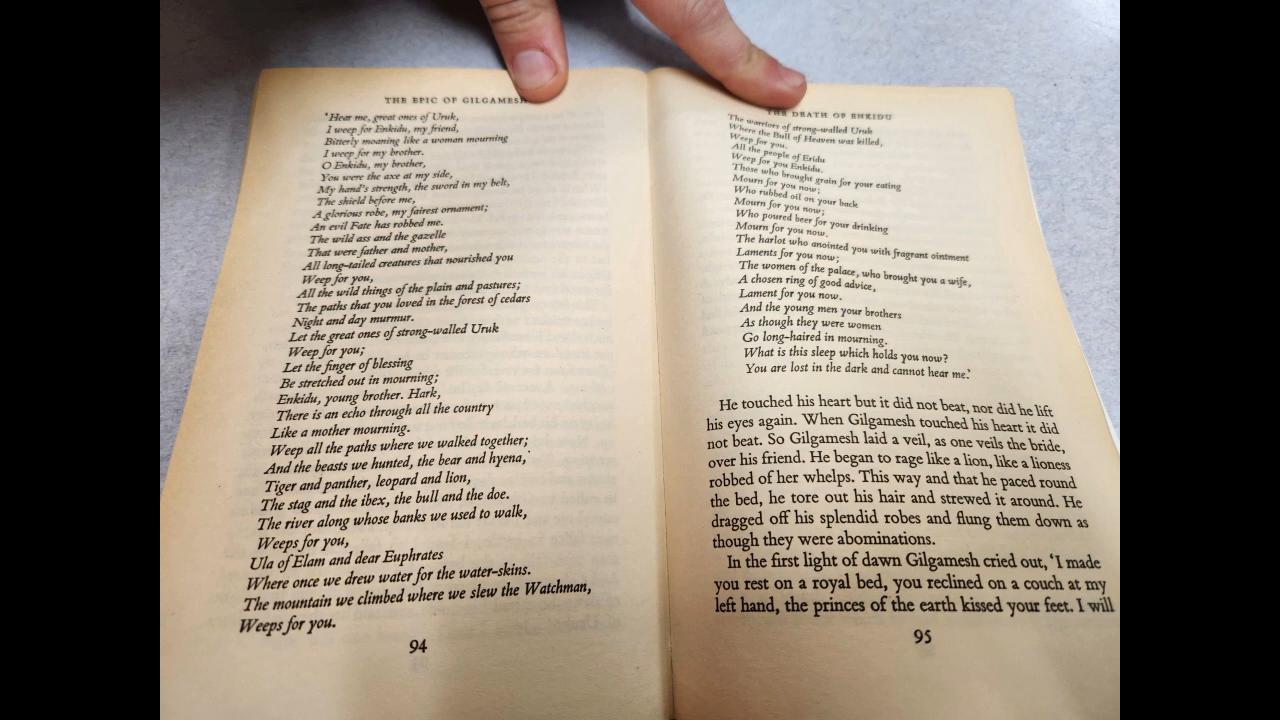 THE EPIC OF GILGAMESH
'Hear me, great ones of Uruk,
I weep for Enkidu, my friend,
Bitterly moaning like a woman mourning
I weep for my brother.
O Enkidu, my brother,
You were the axe at my side,
My hand's strength, the sword in my belt,
The shield before me,
A glorious robe, my fairest ornament;
An evil Fate has robbed me.
The wild ass and the gazelle
That were father and mother,
All long-tailed creatures that nourished you
Weep for you,
All the wild things of the plain and pastures;
The paths that you loved in the forest of cedars
Night and day murmur.
Let the great ones of strong-walled Uruk
Weep for you;
Let the finger of blessing
Be stretched out in mourning;
Enkidu, young brother. Hark,
There is an echo through all the country
Like a mother mourning.
Weep all the paths where we walked together;
And the beasts we hunted, the bear and hyena,
Tiger and panther, leopard and lion,
The stag and the ibex, the bull and the doe.
The river along whose banks we used to walk,
Weeps for you,
Ula of Elam and dear Euphrates
Where once we drew water for the water-skins.
The mountain we climbed where we slew the Watchman,
Weeps for you.
94
THE DEATH OF ENKIDU
The warriors of strong-walled Uruk
Where the Bull of Heaven was killed,
Weep for you.
All the people of Eridu
Weep for you Enkidu.
Those who brought grain for your eating
Mourn for you now;
Who rubbed oil on your back
Mourn for you now;
Who poured beer for your drinking
Mourn for you now.
The harlot who anointed you with fragrant ointment
Laments for you now;
The women of the palace, who brought you a wife,
A chosen ring of good advice,
Lament for you now.
And the young men your brothers
As though they were women
Go long-haired in mourning.
What is this sleep which holds you now?
You are lost in the dark and cannot hear me.'
He touched his heart but it did not beat, nor did he lift
his eyes again. When Gilgamesh touched his heart it did
not beat. So Gilgamesh laid a veil, as one veils the bride,
over his friend. He began to rage like a lion, like a lioness
robbed of her whelps. This way and that he paced round
the bed, he tore out his hair and strewed it around. He
dragged off his splendid robes and flung them down as
though they were abominations.
In the first light of dawn Gilgamesh cried out, 'I made
you rest on a royal bed, you reclined on a couch at my
left hand, the princes of the earth kissed your feet. I will
95